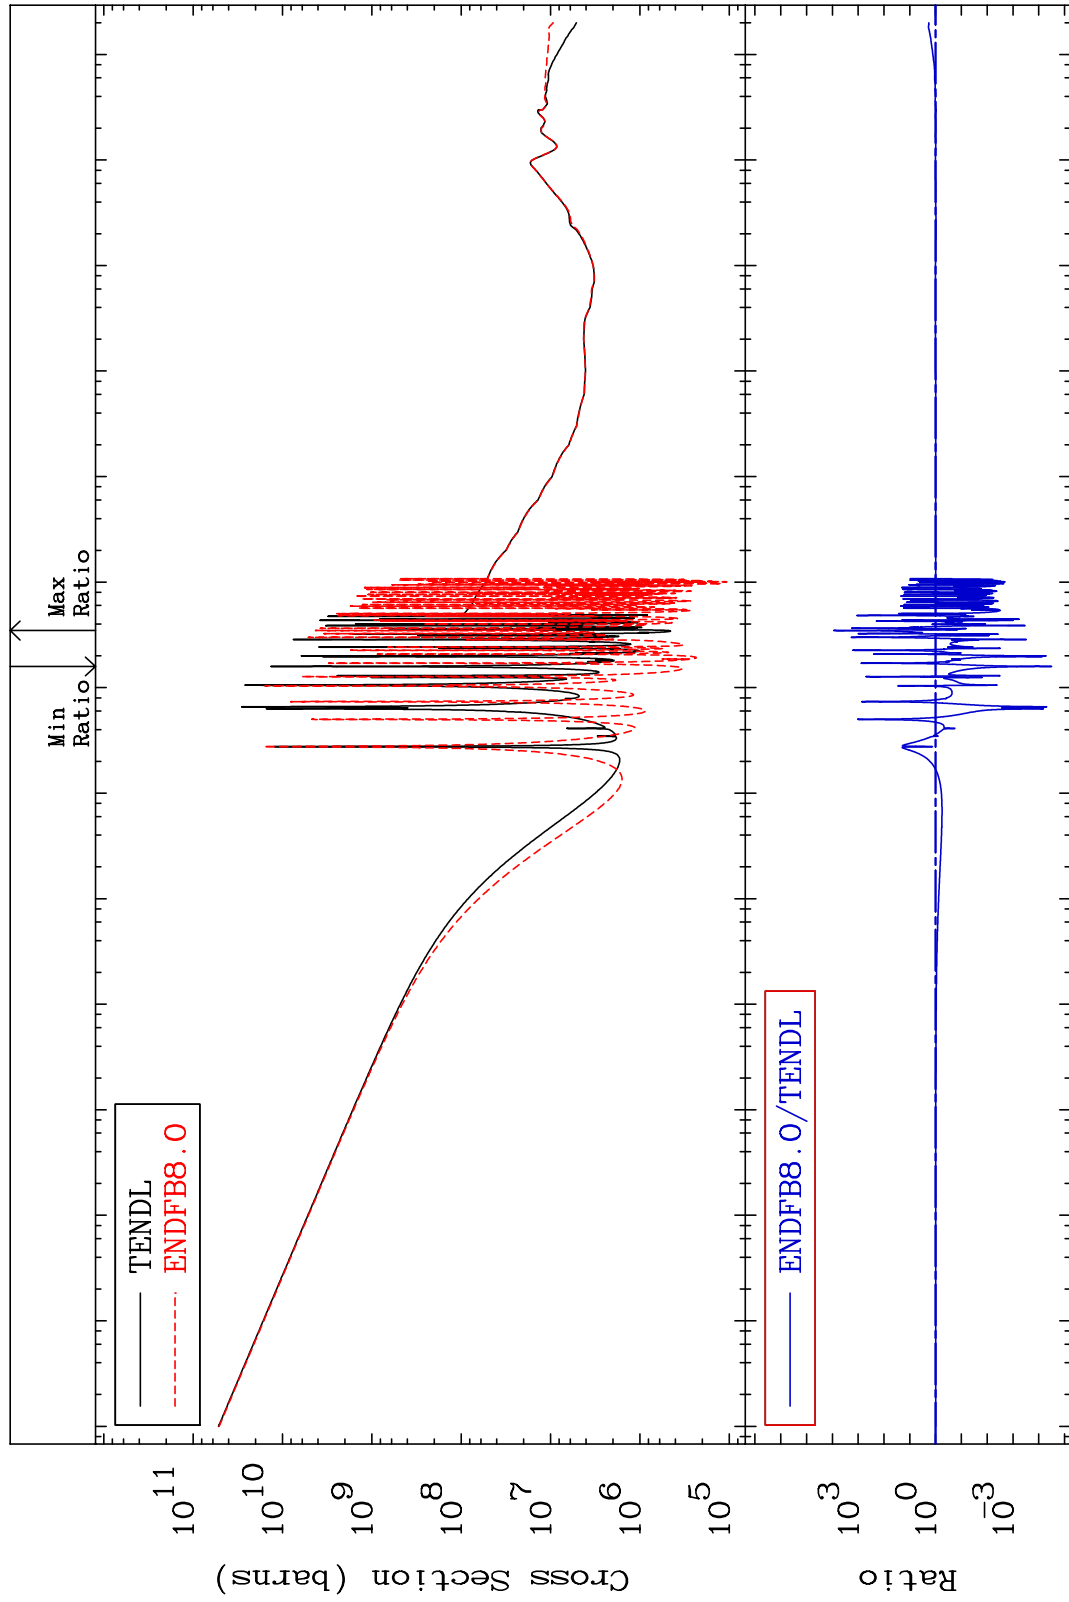 Min
Ratio
Max
Ratio
TENDL
ENDFB8.0
10^11
10^10
10^9
10^8
10^7
10^6
10^5
Cross Section (barns)
ENDFB8.0/TENDL
10^3
10^0
10^-3
Ratio